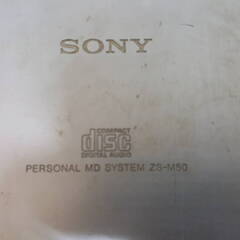 SONY
COMPACT
disc
DIGITAL AUDIO
PERSONAL MD SYSTEM ZS-M50